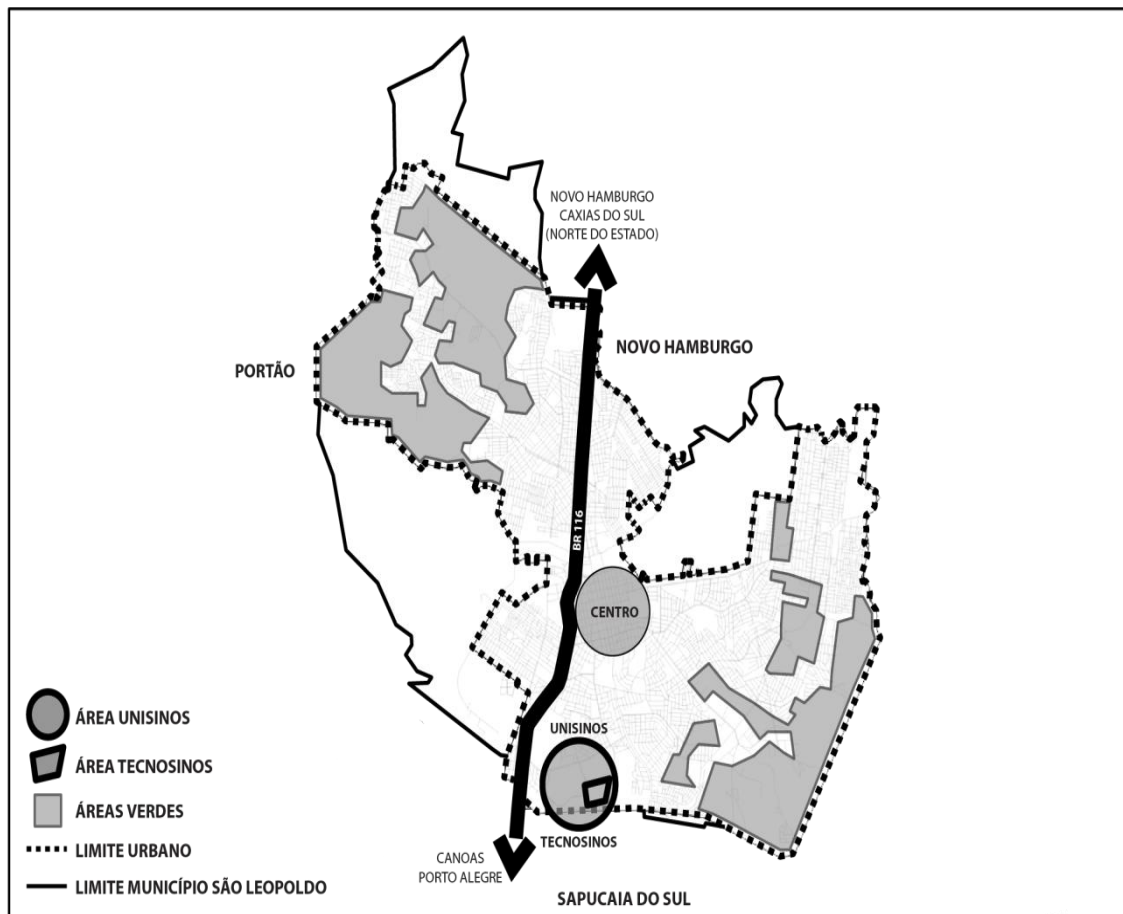 NOVO HAMBURGO
CAXIAS DO SUL
(NORTE DO ESTADO)
NOVO HAMBURGO
PORTÃO
BR 116
CENTRO
UNISINOS
TECNOSINOS
CANOAS
PORTO ALEGRE
SAPUCAIA DO SUL
ÁREA UNISINOS
ÁREA TECNOSINOS
ÁREAS VERDES
LIMITE URBANO
LIMITE MUNICÍPIO SÃO LEOPOLDO